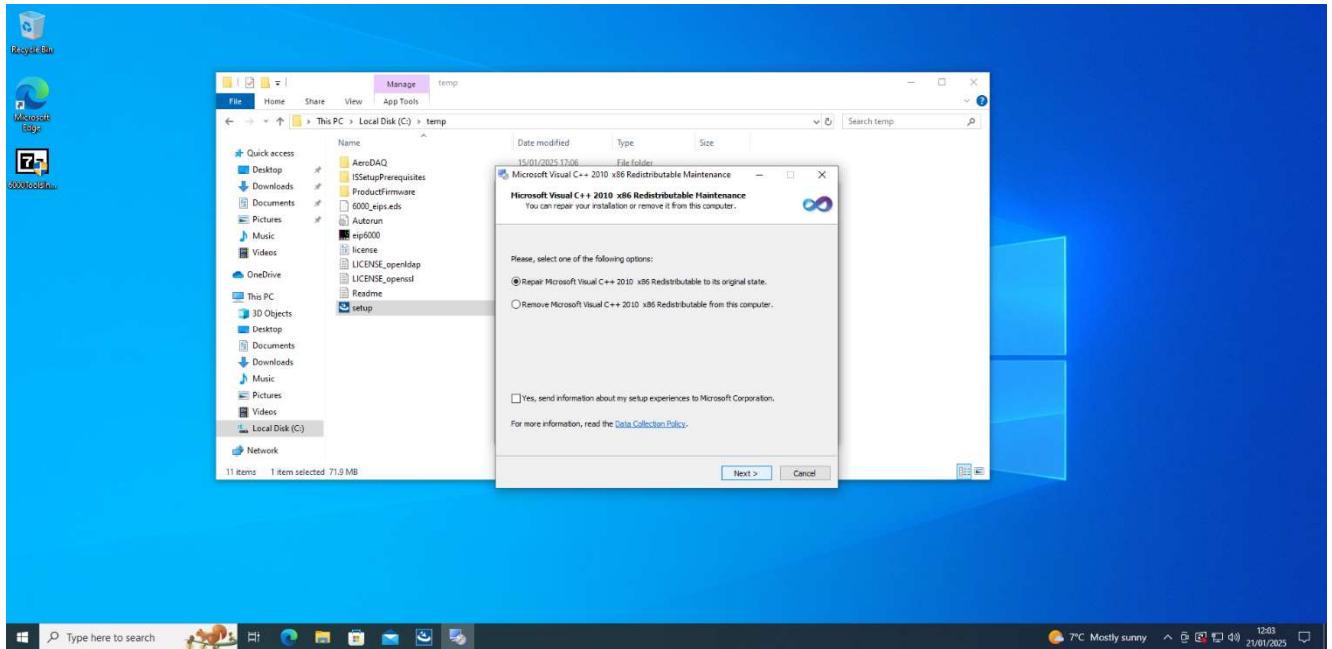 Recycle Bin
Microsoft
Edge
Manage
temp
File
Home
Share
View
App Tools
This PC > Local Disk (C:) > temp
Search temp
Name
Date modified
Type
Size
Quick access
Desktop
Downloads
Documents
Pictures
Music
Videos
OneDrive
This PC
3D Objects
Desktop
Documents
Downloads
Music
Pictures
Videos
Local Disk (C:)
Network
AeroDAQ
15/01/2025 17:06
File folder
ISSetupPrerequisites
ProductFirmware
6000_eips.eds
Autorun
eip6000
license
LICENSE_openldap
LICENSE_openssl
Readme
setup
11 items
1 item selected 71.9 MB
Microsoft Visual C++ 2010 x86 Redistributable Maintenance
Microsoft Visual C++ 2010 x86 Redistributable Maintenance
You can repair your installation or remove it from this computer.
Please, select one of the following options:
Repair Microsoft Visual C++ 2010 x86 Redistributable to its original state.
Remove Microsoft Visual C++ 2010 x86 Redistributable from this computer.
Yes, send information about my setup experiences to Microsoft Corporation.
For more information, read the Data Collection Policy.
Next >
Cancel
Type here to search
7°C Mostly sunny
12:03
21/01/2025